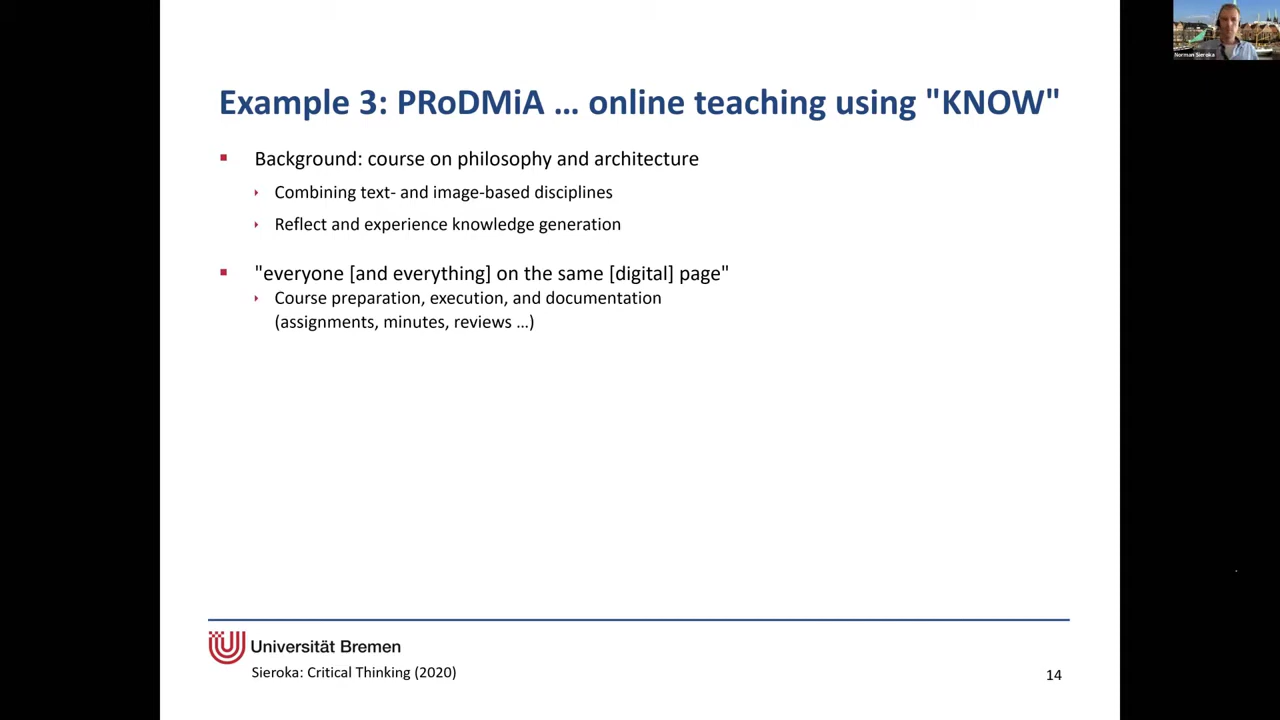 Norman Sieroka
Example 3: PRoDMiA … online teaching using "KNOW"
Background: course on philosophy and architecture
Combining text- and image-based disciplines
Reflect and experience knowledge generation
"everyone [and everything] on the same [digital] page"
Course preparation, execution, and documentation
(assignments, minutes, reviews …)
Universität Bremen
Sieroka: Critical Thinking (2020)
14